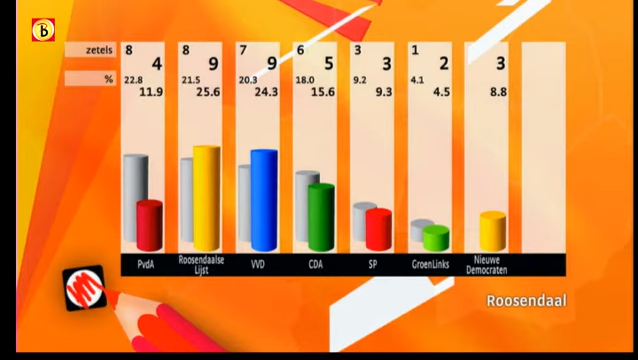 B
zetels 8 8 7 6 3 1
4 9 9 5 3 2 3
% 22.8 21.5 20.3 18.0 9.2 4.1
11.9 25.6 24.3 15.6 9.3 4.5 8.8
PvdA Roosendaalse Lijst VVD CDA SP GroenLinks Nieuwe Democraten
Roosendaal